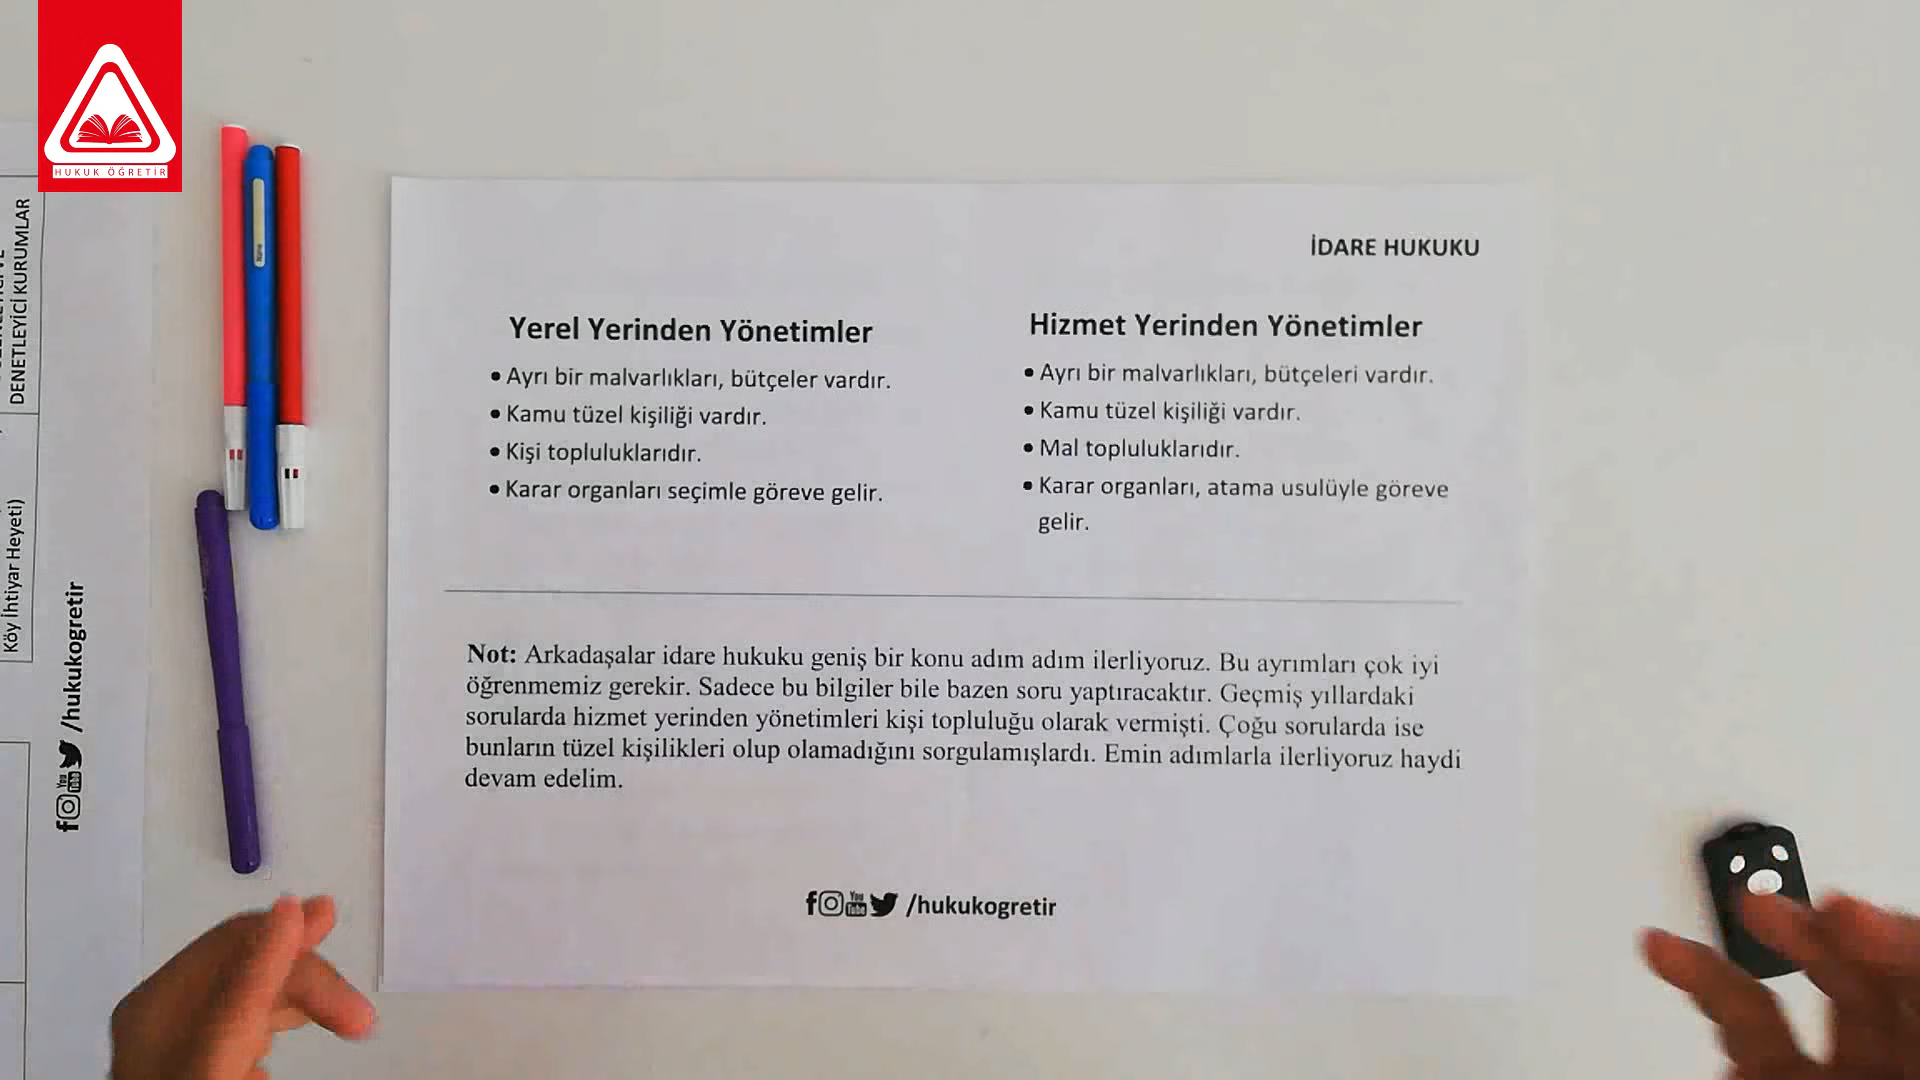 HUKUK ÖĞRETİR
DENETLEYİCİ KURUMLAR
Köy İhtiyar Heyeti)
/hukukogretir
İDARE HUKUKU
Yerel Yerinden Yönetimler
• Ayrı bir malvarlıkları, bütçeler vardır.
• Kamu tüzel kişiliği vardır.
• Kişi topluluklarıdır.
• Karar organları seçimle göreve gelir.
Hizmet Yerinden Yönetimler
• Ayrı bir malvarlıkları, bütçeleri vardır.
• Kamu tüzel kişiliği vardır.
• Mal topluluklarıdır.
• Karar organları, atama usulüyle göreve
gelir.
Not: Arkadaşalar idare hukuku geniş bir konu adım adım ilerliyoruz. Bu ayrımları çok iyi
öğrenmemiz gerekir. Sadece bu bilgiler bile bazen soru yaptıracaktır. Geçmiş yıllardaki
sorularda hizmet yerinden yönetimleri kişi topluluğu olarak vermişti. Çoğu sorularda ise
bunların tüzel kişilikleri olup olamadığını sorgulamışlardı. Emin adımlarla ilerliyoruz haydi
devam edelim.
You Tube /hukukogretir